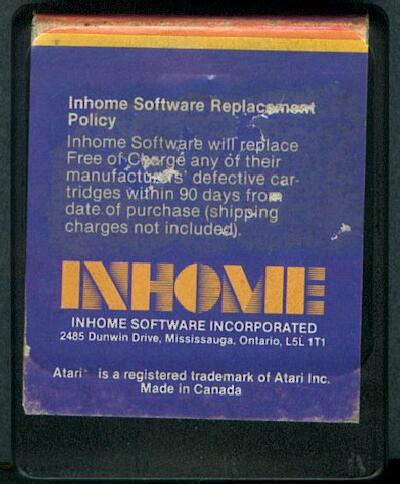 Inhome Software Replacement
Policy
Inhome Software will replace
Free of Charge any of their
manufacturers' defective car-
tridges within 90 days from
date of purchase (shipping
charges not included).
INHOME
INHOME SOFTWARE INCORPORATED
2485 Dunwin Drive, Mississauga, Ontario, L5L 1T1
Atari™ is a registered trademark of Atari Inc.
Made in Canada